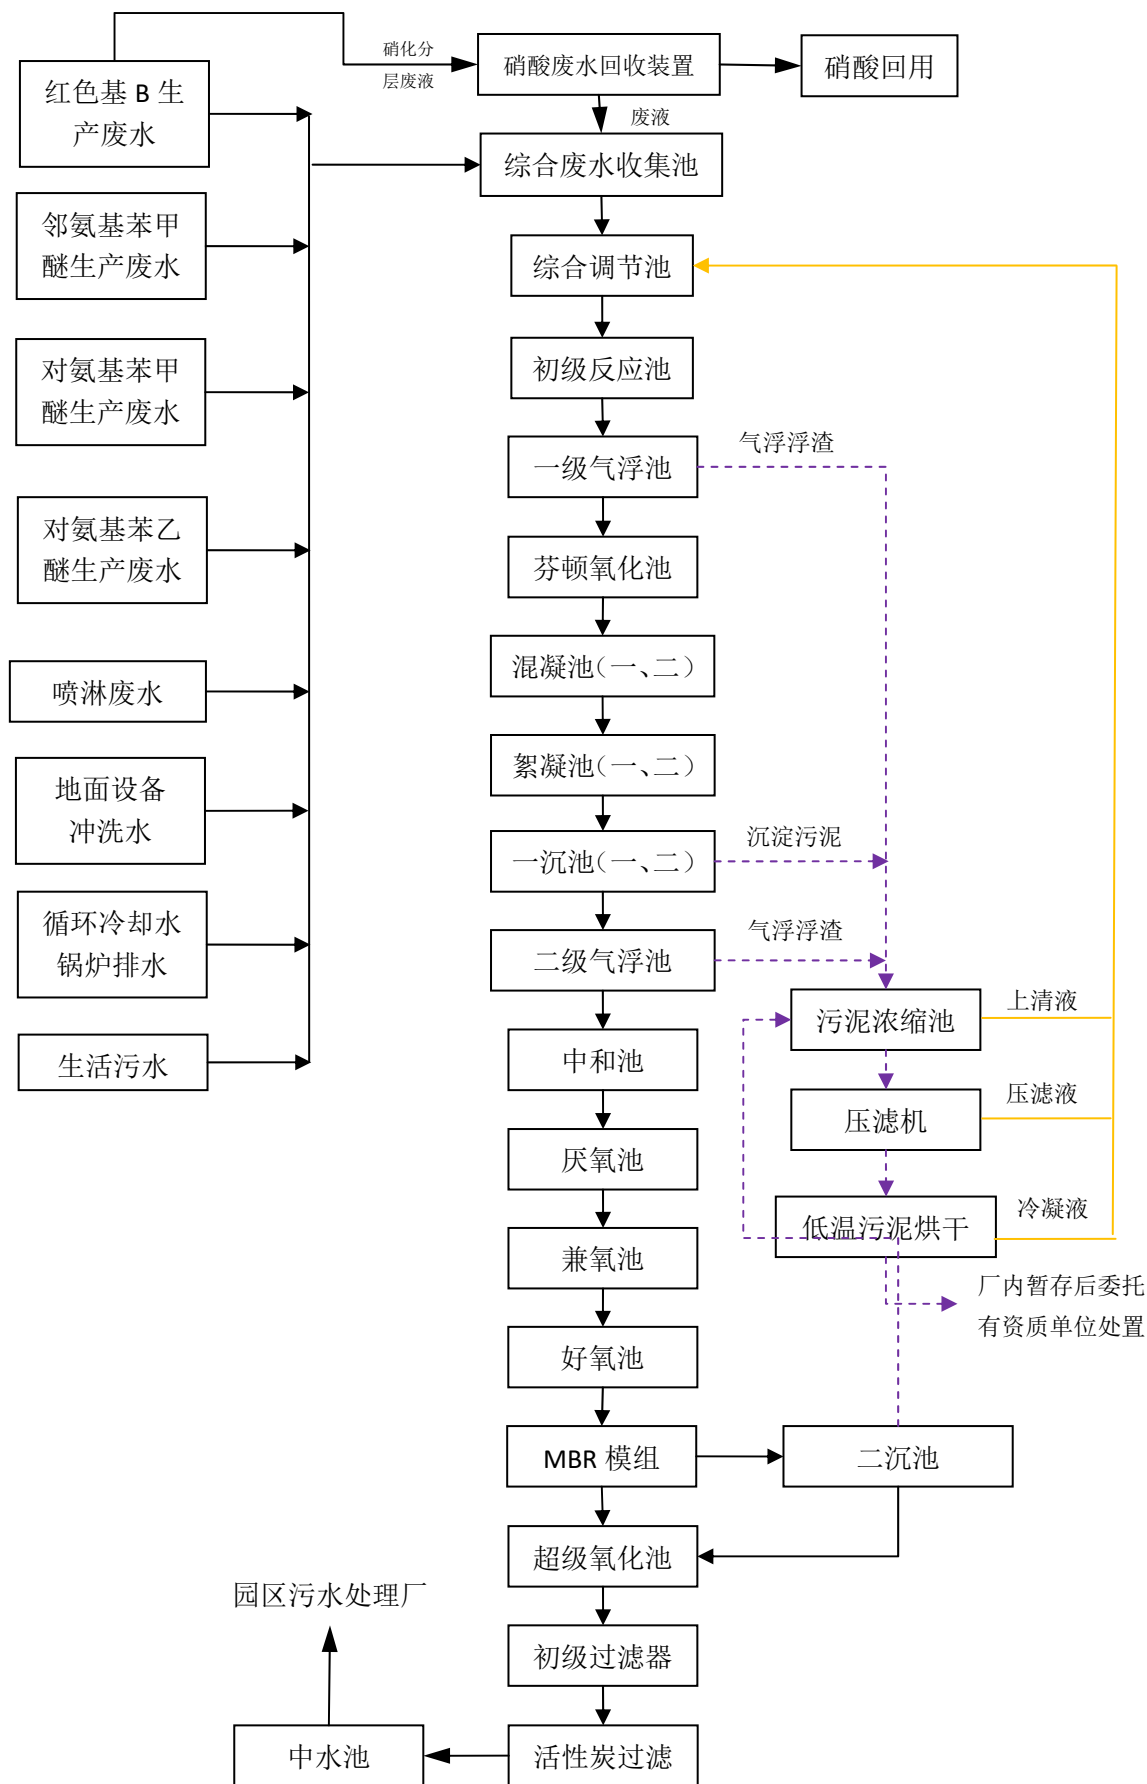 硝化分
层废液
硝酸废水回收装置
硝酸回用
红色基 B 生
产废水
废液
综合废水收集池
邻氨基苯甲
醚生产废水
综合调节池
对氨基苯甲
醚生产废水
初级反应池
一级气浮池
气浮浮渣
对氨基苯乙
醚生产废水
芬顿氧化池
混凝池（一、二）
喷淋废水
絮凝池（一、二）
地面设备
冲洗水
一沉池（一、二）
沉淀污泥
循环冷却水
锅炉排水
二级气浮池
气浮浮渣
污泥浓缩池
上清液
生活污水
中和池
压滤机
压滤液
厌氧池
低温污泥烘干
冷凝液
兼氧池
厂内暂存后委托
有资质单位处置
好氧池
MBR 模组
二沉池
超级氧化池
园区污水处理厂
初级过滤器
中水池
活性炭过滤